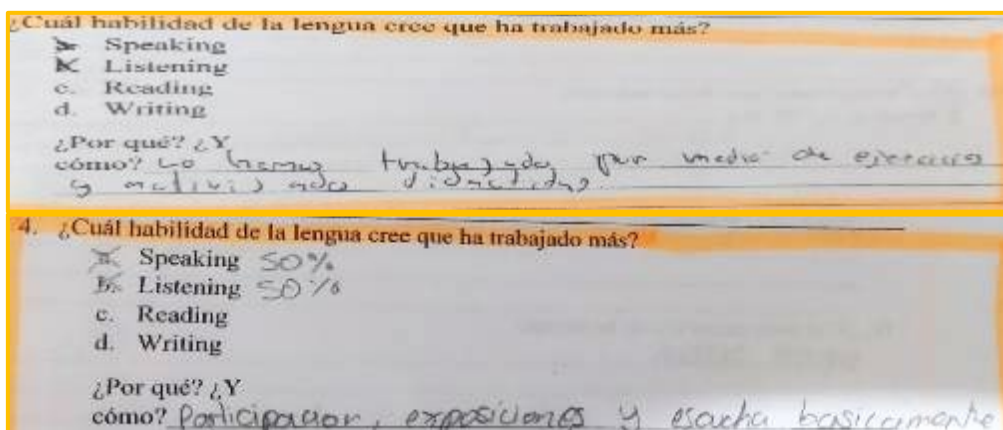 ¿Cuál habilidad de la lengua cree que ha trabajado más?
a. Speaking
b. Listening
c. Reading
d. Writing
¿Por qué? ¿Y
cómo? Lo hemos trabajado por medio de ejercicios
y actividades didacticas.
4. ¿Cuál habilidad de la lengua cree que ha trabajado más?
a. Speaking 50%
b. Listening 50%
c. Reading
d. Writing
¿Por qué? ¿Y
cómo? Participacion, exposiciones y escucha basicamente